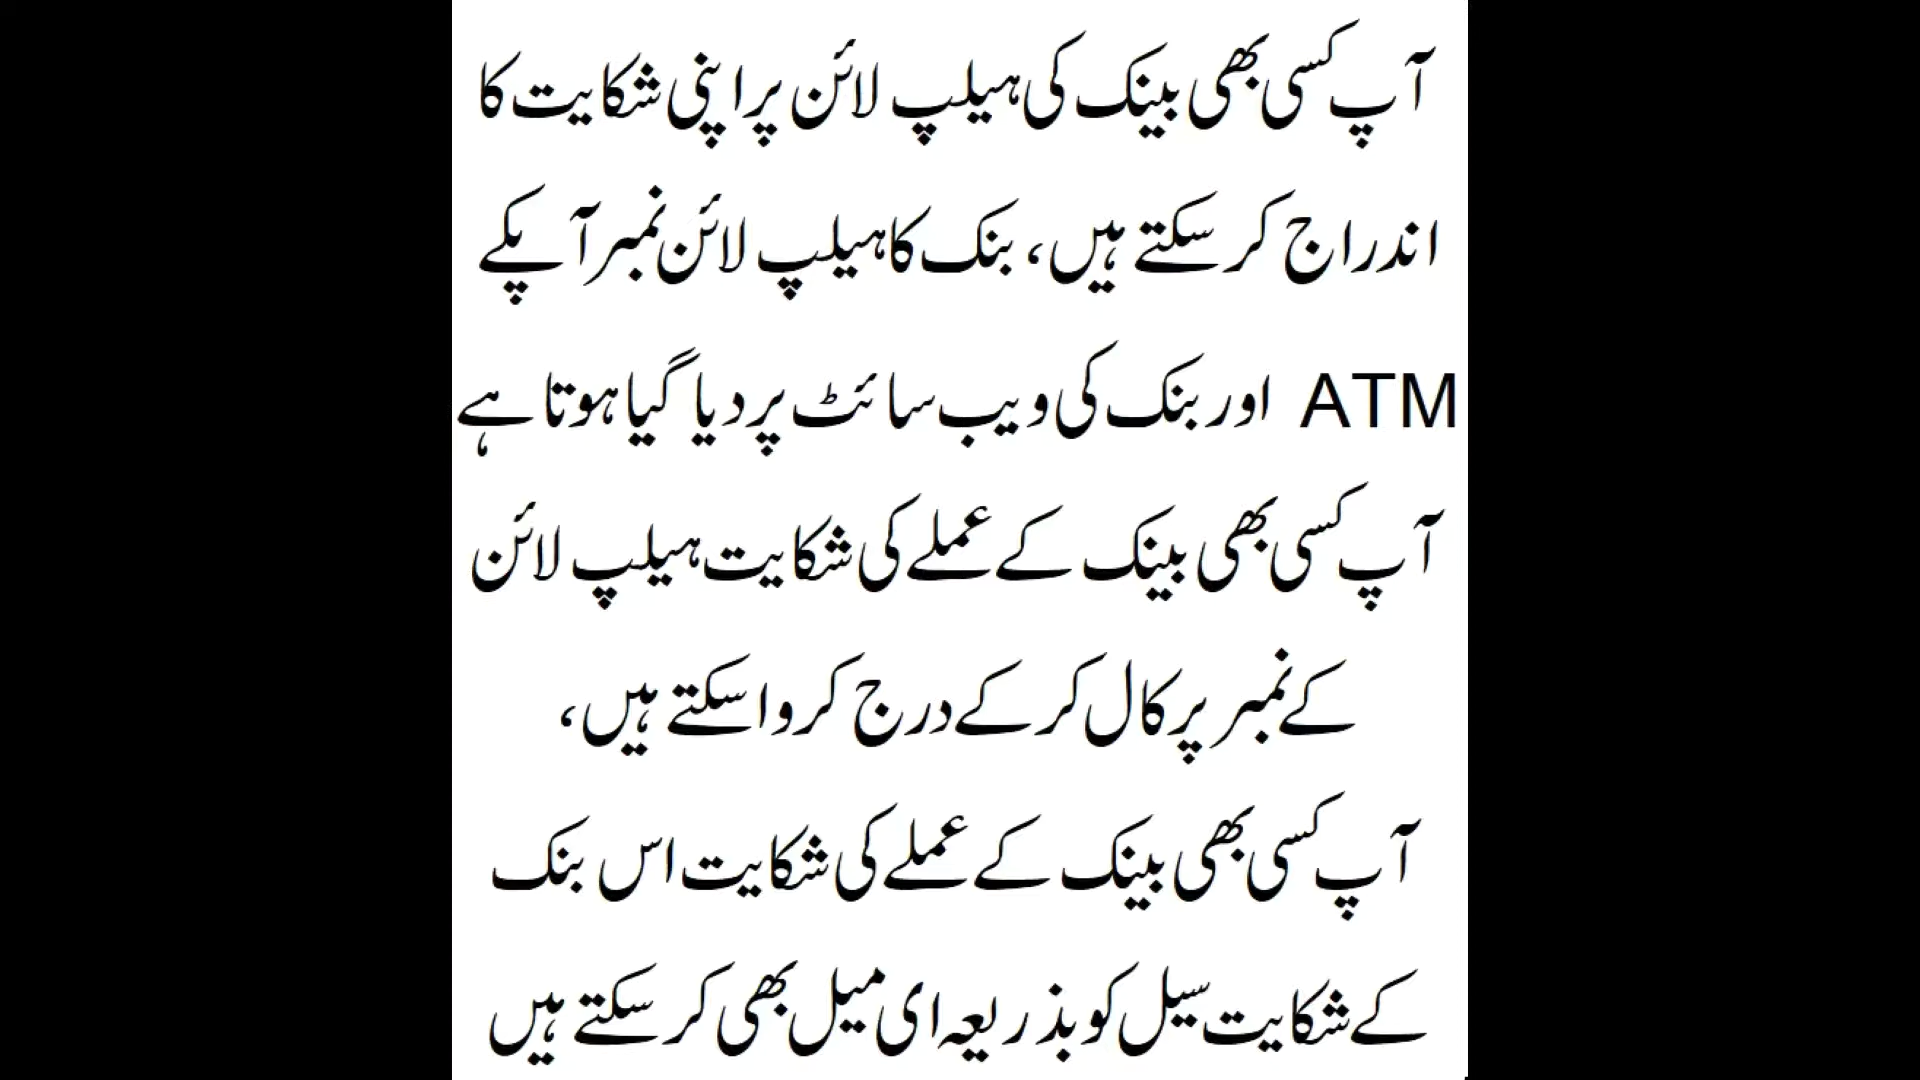 آپ کسی بھی بینک کی ہیلپ لائن پر اپنی شکایت کا
اندراج کر سکتے ہیں، بنک کا ہیلپ لائن نمبر آپکے
ATM اور بنک کی ویب سائٹ پر دیا گیا ہوتا ہے
آپ کسی بھی بینک کے عملے کی شکایت ہیلپ لائن
کے نمبر پر کال کر کے درج کروا سکتے ہیں،
آپ کسی بھی بینک کے عملے کی شکایت اس بنک
کے شکایت سیل کو بذریعہ ای میل بھی کر سکتے ہیں